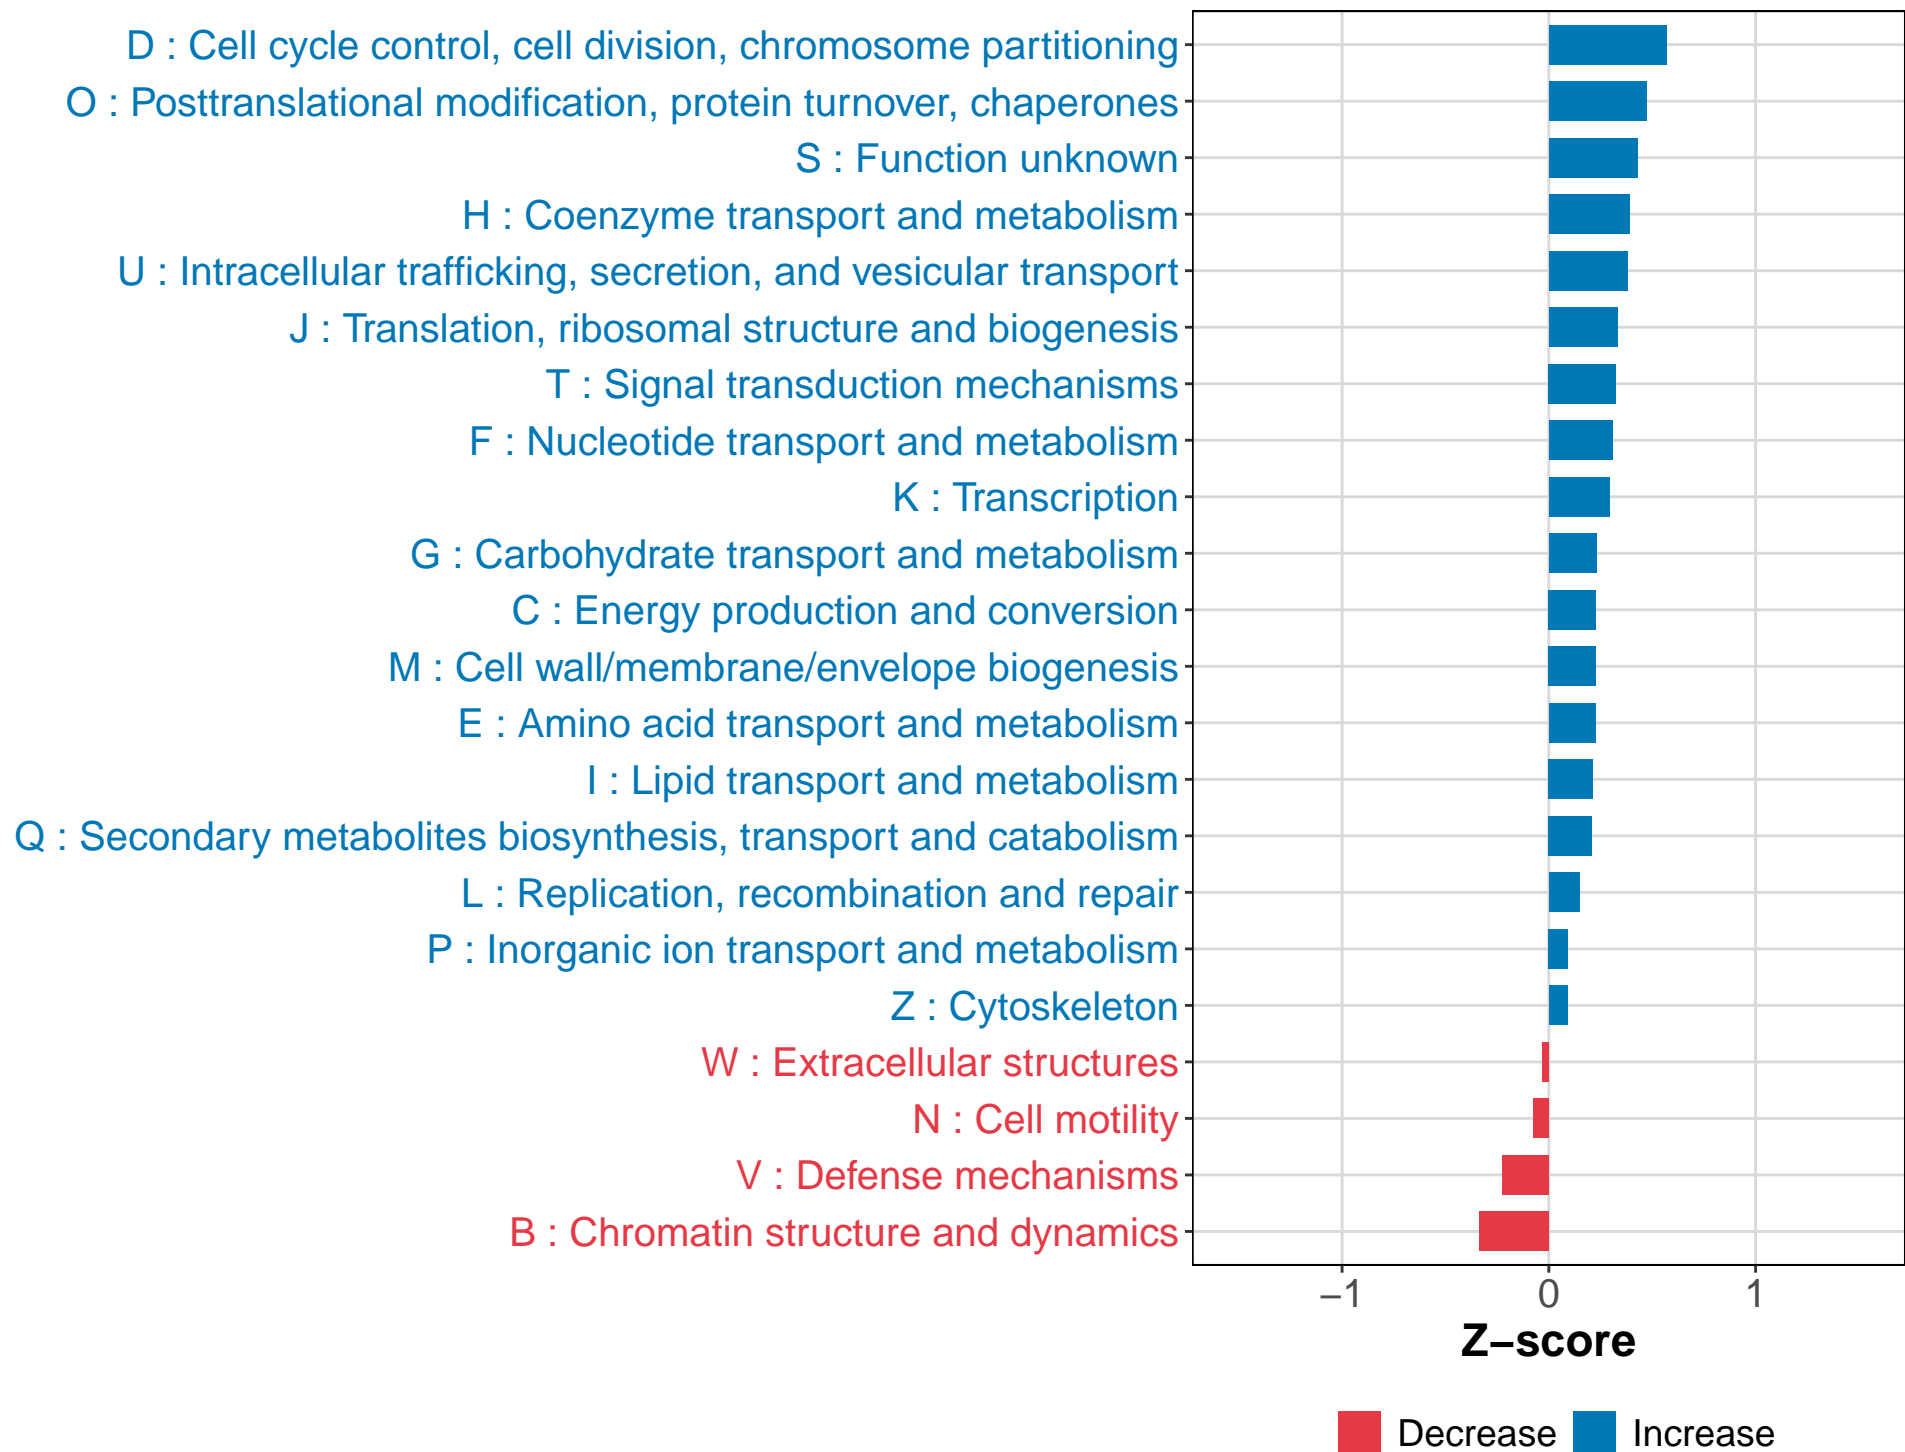 D : Cell cycle control, cell division, chromosome partitioning
O : Posttranslational modification, protein turnover, chaperones
S : Function unknown
H : Coenzyme transport and metabolism
U : Intracellular trafficking, secretion, and vesicular transport
J : Translation, ribosomal structure and biogenesis
T : Signal transduction mechanisms
F : Nucleotide transport and metabolism
K : Transcription
G : Carbohydrate transport and metabolism
C : Energy production and conversion
M : Cell wall/membrane/envelope biogenesis
E : Amino acid transport and metabolism
I : Lipid transport and metabolism
Q : Secondary metabolites biosynthesis, transport and catabolism
L : Replication, recombination and repair
P : Inorganic ion transport and metabolism
Z : Cytoskeleton
W : Extracellular structures
N : Cell motility
V : Defense mechanisms
B : Chromatin structure and dynamics
−1 0 1
Z−score
Decrease Increase